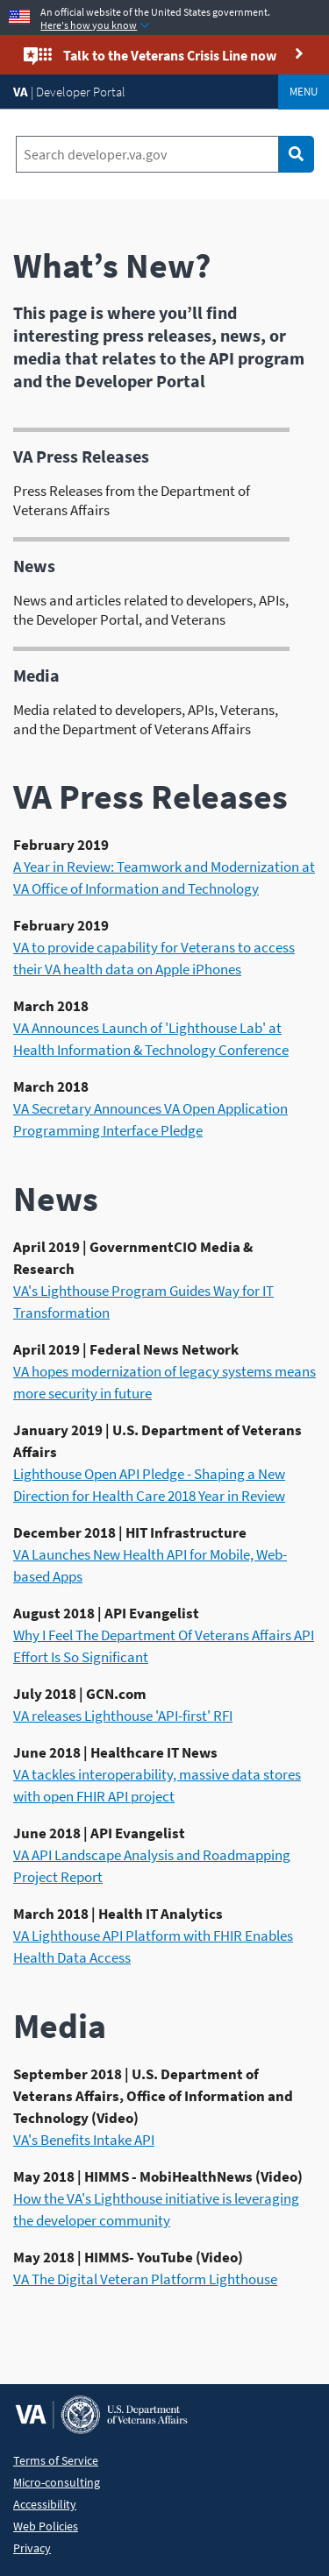 An official website of the United States government.
Here's how you know
Talk to the Veterans Crisis Line now
VA | Developer Portal
MENU
Search developer.va.gov
What’s New?
This page is where you’ll find
interesting press releases, news, or
media that relates to the API program
and the Developer Portal
VA Press Releases
Press Releases from the Department of
Veterans Affairs
News
News and articles related to developers, APIs,
the Developer Portal, and Veterans
Media
Media related to developers, APIs, Veterans,
and the Department of Veterans Affairs
VA Press Releases
February 2019
A Year in Review: Teamwork and Modernization at
VA Office of Information and Technology
February 2019
VA to provide capability for Veterans to access
their VA health data on Apple iPhones
March 2018
VA Announces Launch of 'Lighthouse Lab' at
Health Information & Technology Conference
March 2018
VA Secretary Announces VA Open Application
Programming Interface Pledge
News
April 2019 | GovernmentCIO Media &
Research
VA's Lighthouse Program Guides Way for IT
Transformation
April 2019 | Federal News Network
VA hopes modernization of legacy systems means
more security in future
January 2019 | U.S. Department of Veterans
Affairs
Lighthouse Open API Pledge - Shaping a New
Direction for Health Care 2018 Year in Review
December 2018 | HIT Infrastructure
VA Launches New Health API for Mobile, Web-
based Apps
August 2018 | API Evangelist
Why I Feel The Department Of Veterans Affairs API
Effort Is So Significant
July 2018 | GCN.com
VA releases Lighthouse 'API-first' RFI
June 2018 | Healthcare IT News
VA tackles interoperability, massive data stores
with open FHIR API project
June 2018 | API Evangelist
VA API Landscape Analysis and Roadmapping
Project Report
March 2018 | Health IT Analytics
VA Lighthouse API Platform with FHIR Enables
Health Data Access
Media
September 2018 | U.S. Department of
Veterans Affairs, Office of Information and
Technology (Video)
VA's Benefits Intake API
May 2018 | HIMMS - MobiHealthNews (Video)
How the VA's Lighthouse initiative is leveraging
the developer community
May 2018 | HIMMS- YouTube (Video)
VA The Digital Veteran Platform Lighthouse
VA
U.S. Department
of Veterans Affairs
Terms of Service
Micro-consulting
Accessibility
Web Policies
Privacy